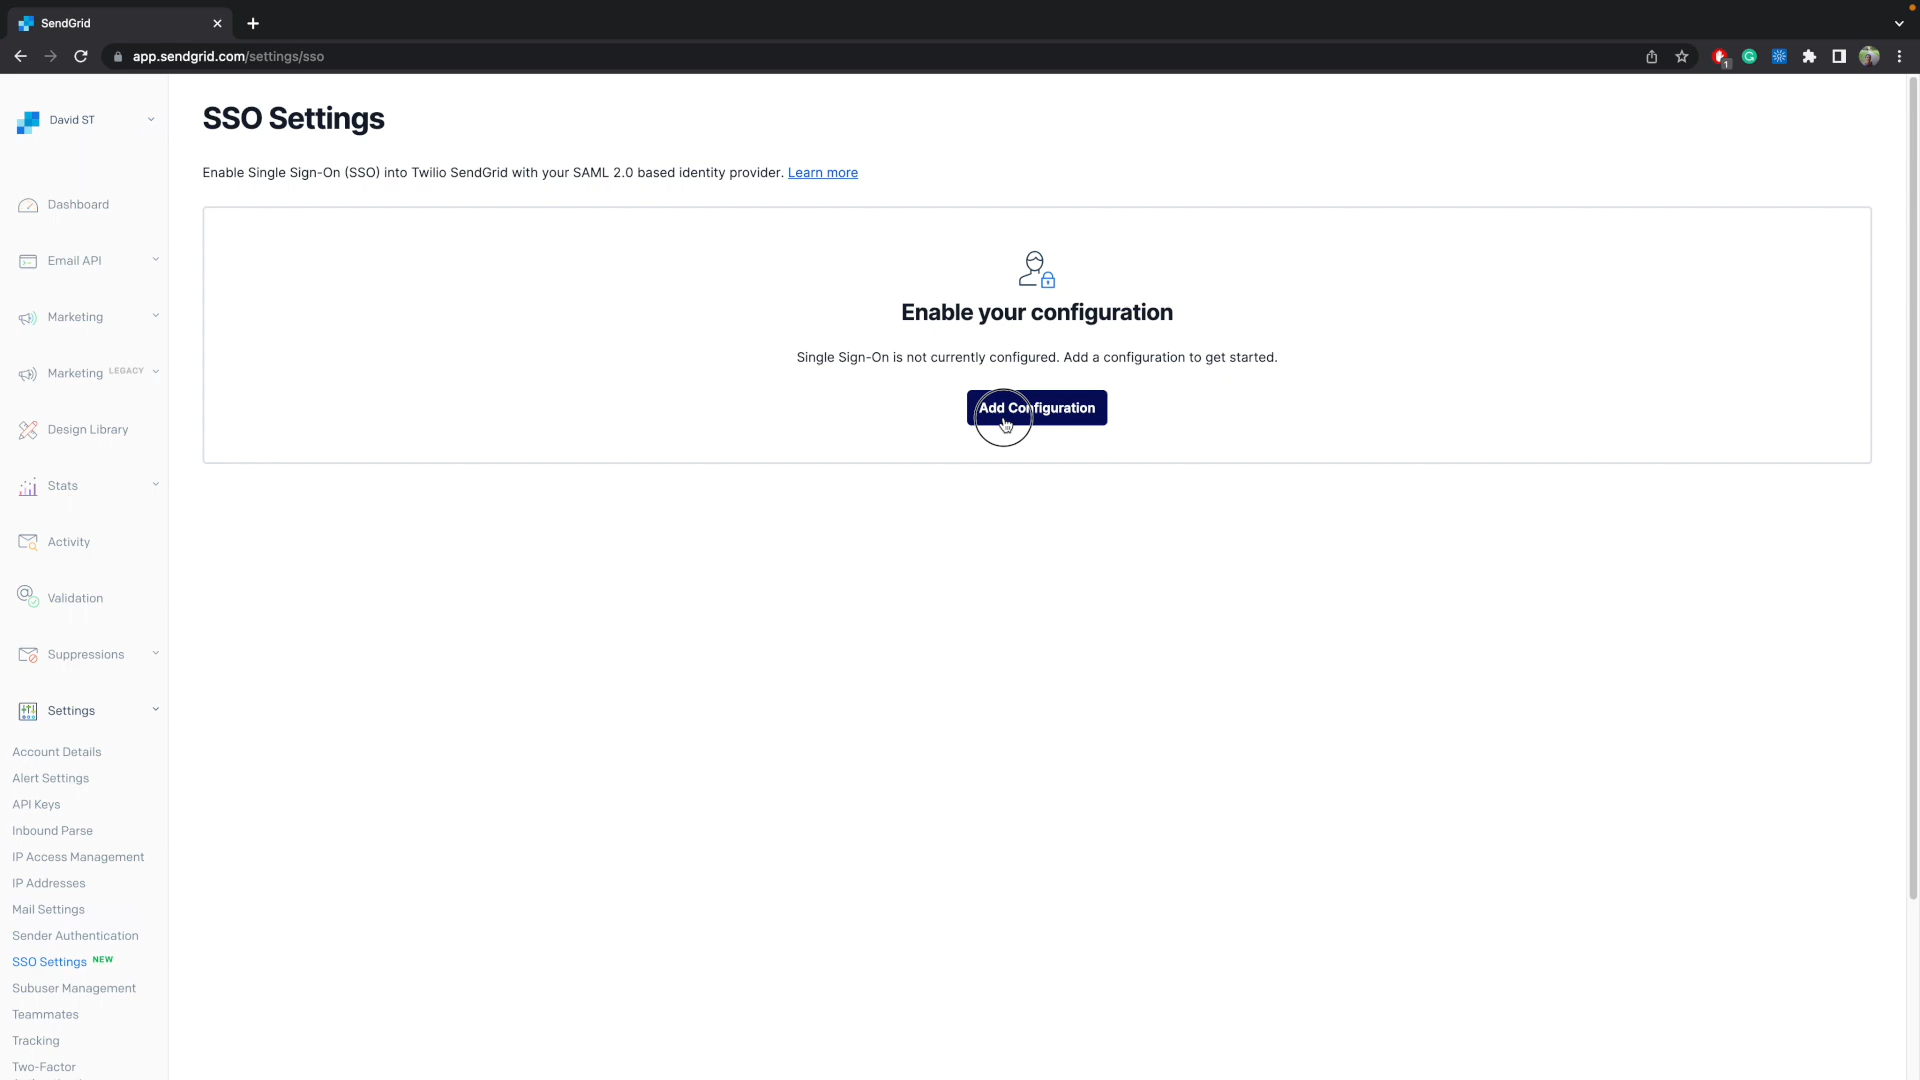 SendGrid
app.sendgrid.com/settings/sso
1
David ST
Dashboard
Email API
Marketing
Marketing LEGACY
Design Library
Stats
Activity
Validation
Suppressions
Settings
Account Details
Alert Settings
API Keys
Inbound Parse
IP Access Management
IP Addresses
Mail Settings
Sender Authentication
SSO Settings NEW
Subuser Management
Teammates
Tracking
Two-Factor
SSO Settings
Enable Single Sign-On (SSO) into Twilio SendGrid with your SAML 2.0 based identity provider. Learn more
Enable your configuration
Single Sign-On is not currently configured. Add a configuration to get started.
Add Configuration